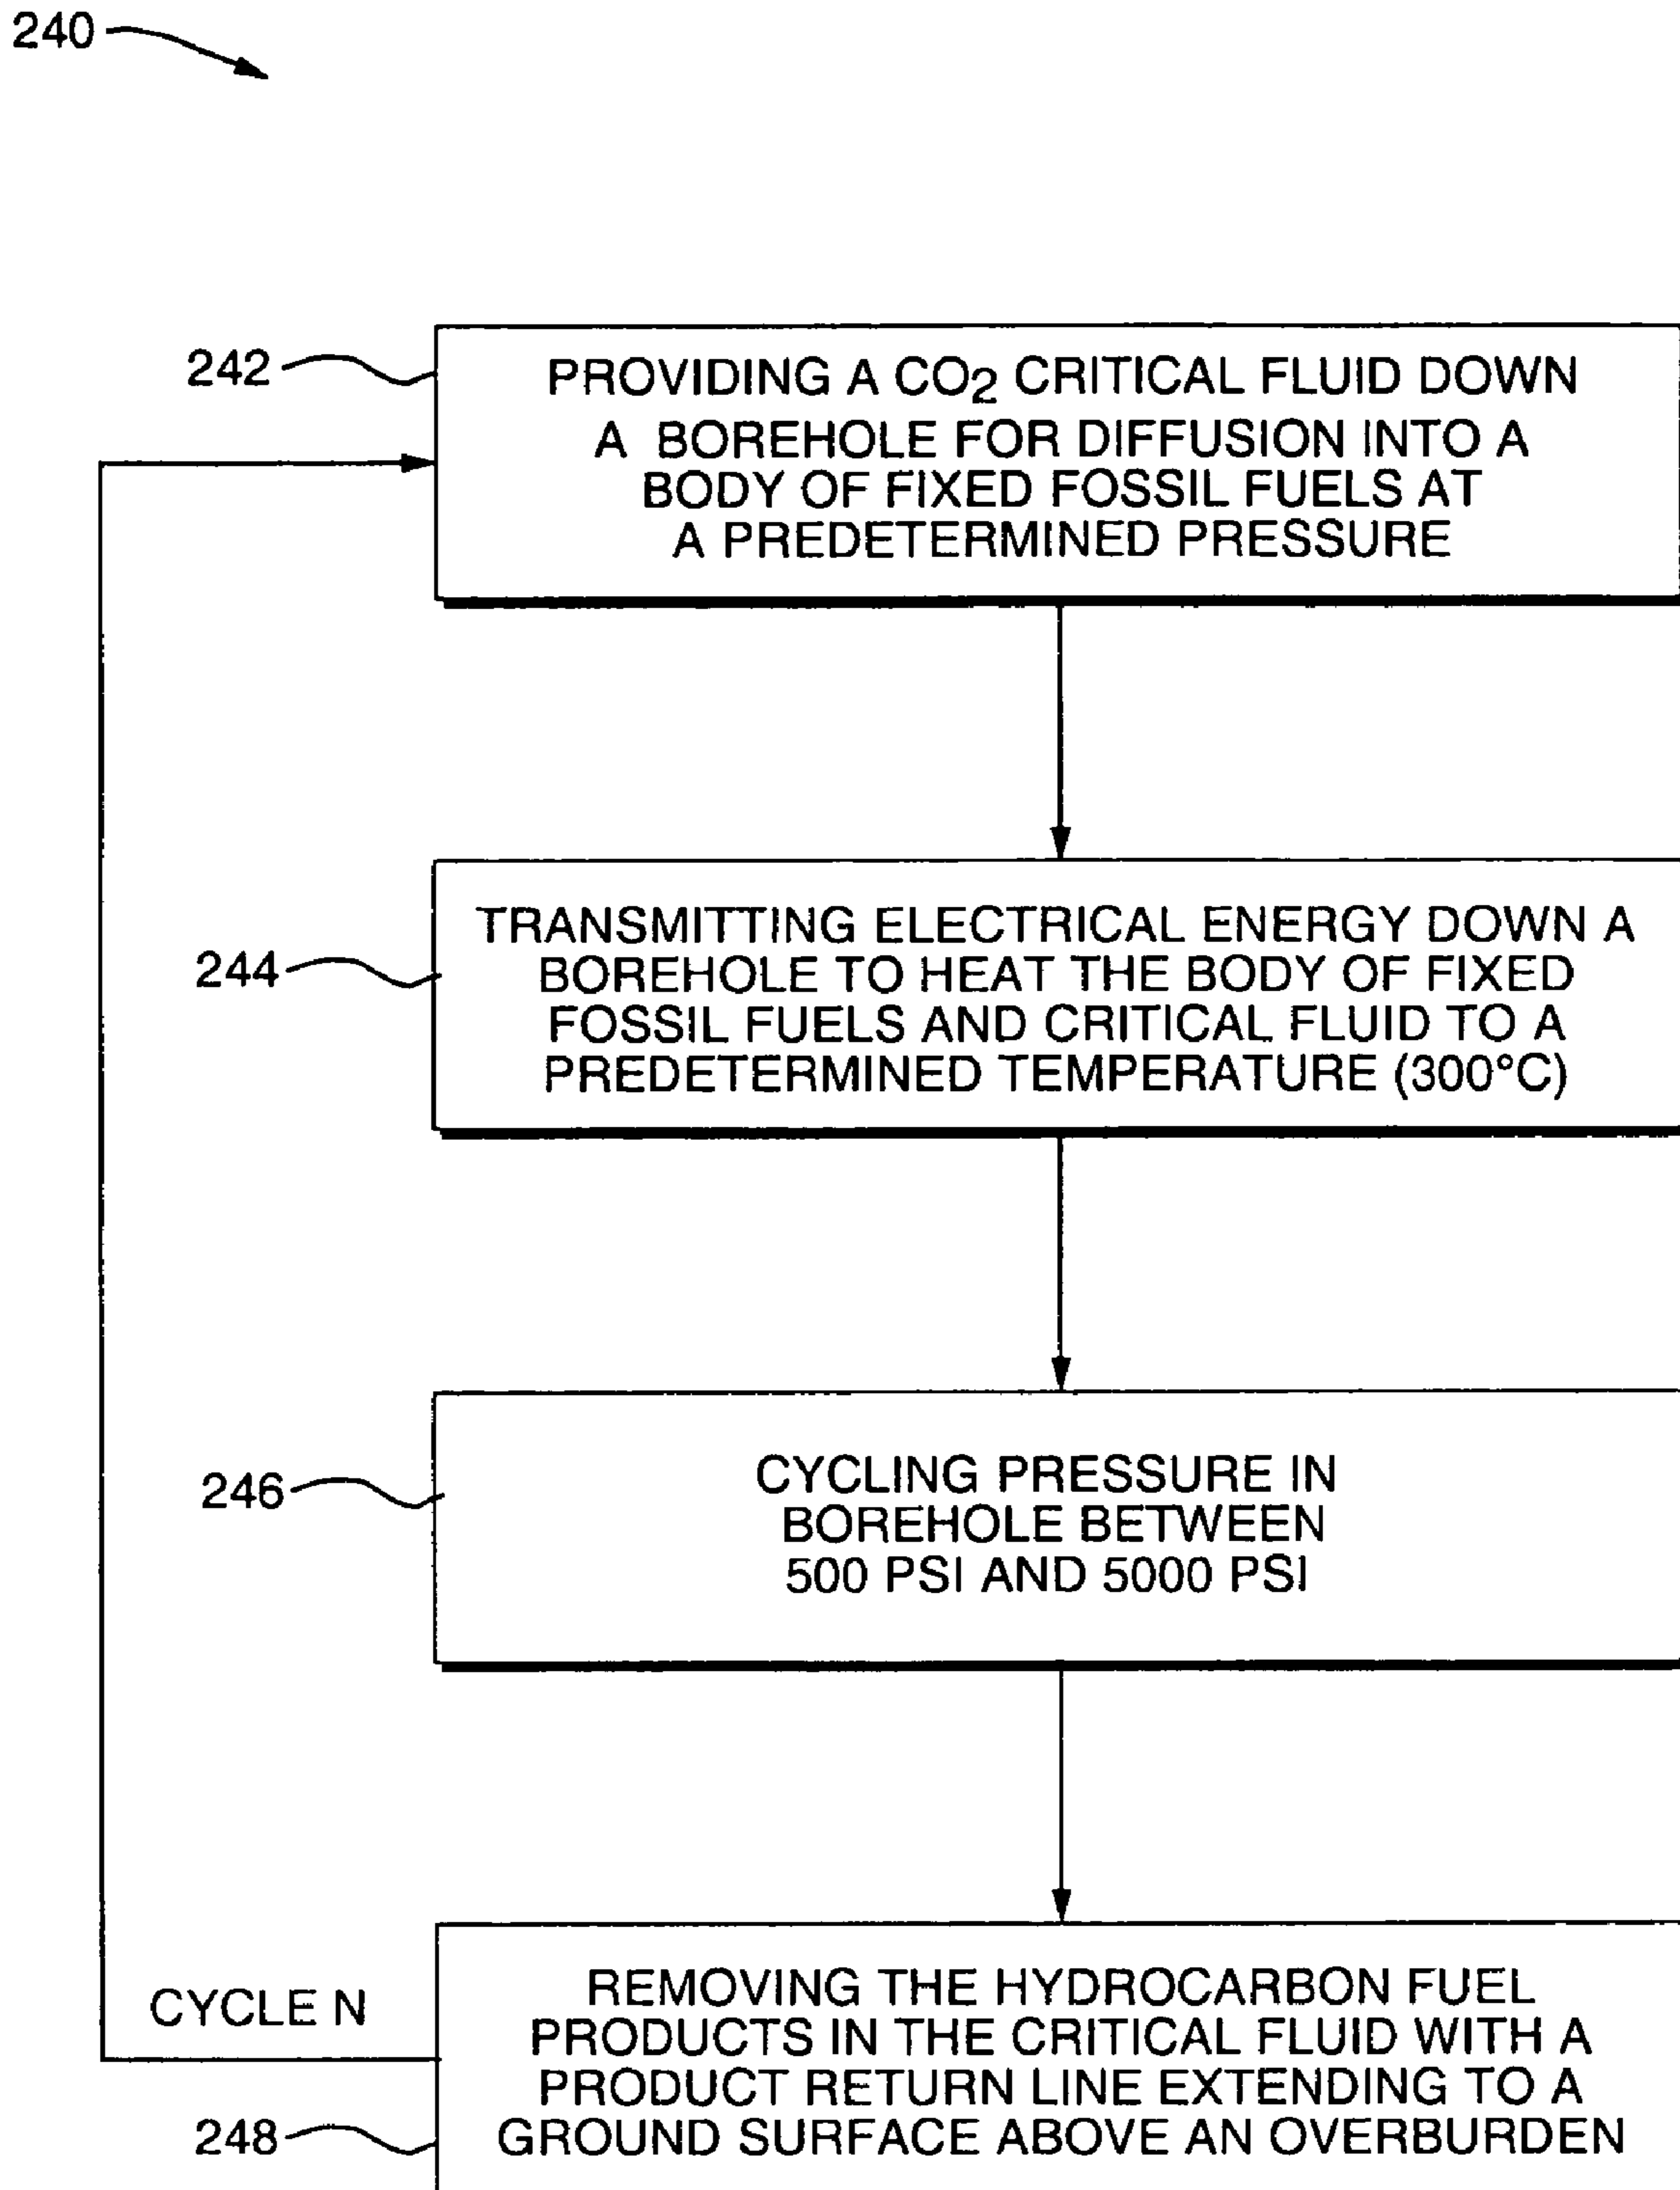 240
242
PROVIDING A CO2 CRITICAL FLUID DOWN
A BOREHOLE FOR DIFFUSION INTO A
BODY OF FIXED FOSSIL FUELS AT
A PREDETERMINED PRESSURE
244
TRANSMITTING ELECTRICAL ENERGY DOWN A
BOREHOLE TO HEAT THE BODY OF FIXED
FOSSIL FUELS AND CRITICAL FLUID TO A
PREDETERMINED TEMPERATURE (300°C)
246
CYCLING PRESSURE IN
BOREHOLE BETWEEN
500 PSI AND 5000 PSI
CYCLE N
248
REMOVING THE HYDROCARBON FUEL
PRODUCTS IN THE CRITICAL FLUID WITH A
PRODUCT RETURN LINE EXTENDING TO A
GROUND SURFACE ABOVE AN OVERBURDEN